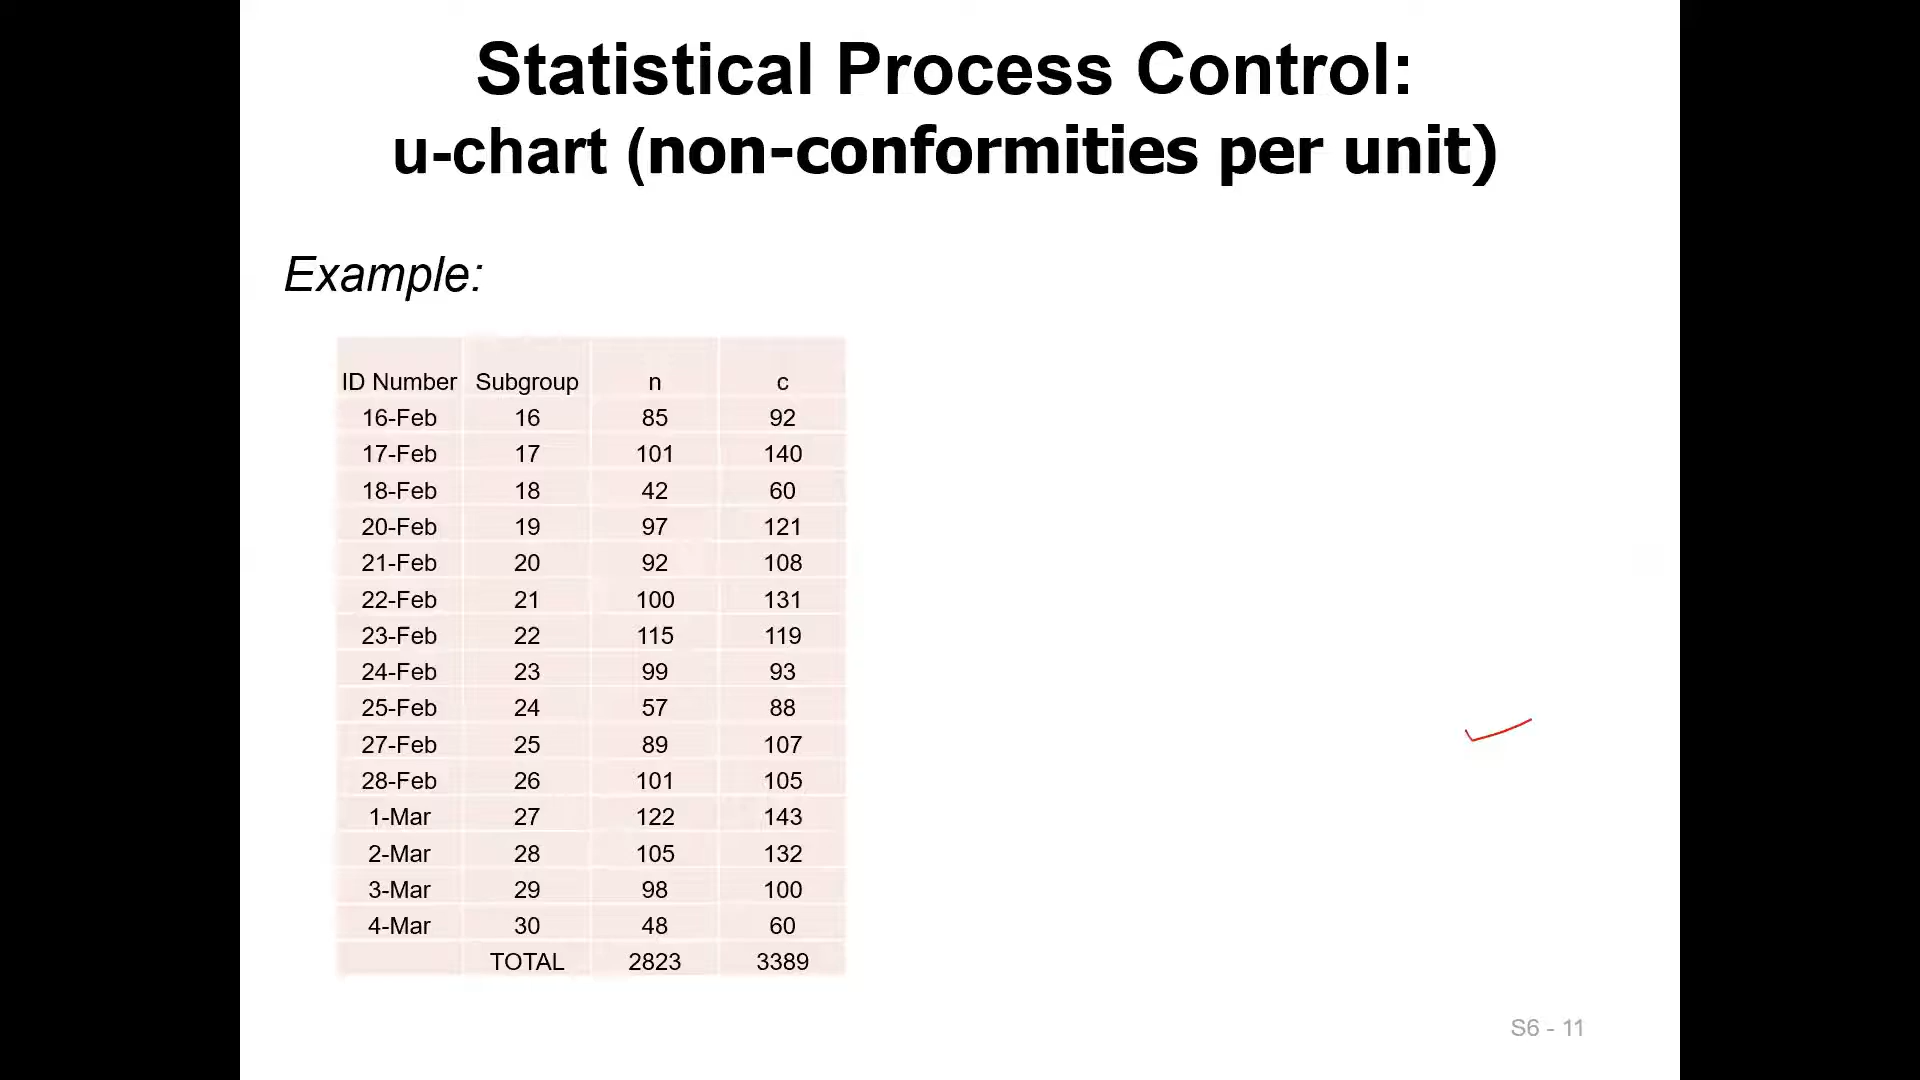 Statistical Process Control:
u-chart (non-conformities per unit)
Example:
ID Number Subgroup n c
16-Feb 16 85 92
17-Feb 17 101 140
18-Feb 18 42 60
20-Feb 19 97 121
21-Feb 20 92 108
22-Feb 21 100 131
23-Feb 22 115 119
24-Feb 23 99 93
25-Feb 24 57 88
27-Feb 25 89 107
28-Feb 26 101 105
1-Mar 27 122 143
2-Mar 28 105 132
3-Mar 29 98 100
4-Mar 30 48 60
TOTAL 2823 3389
S6 - 11